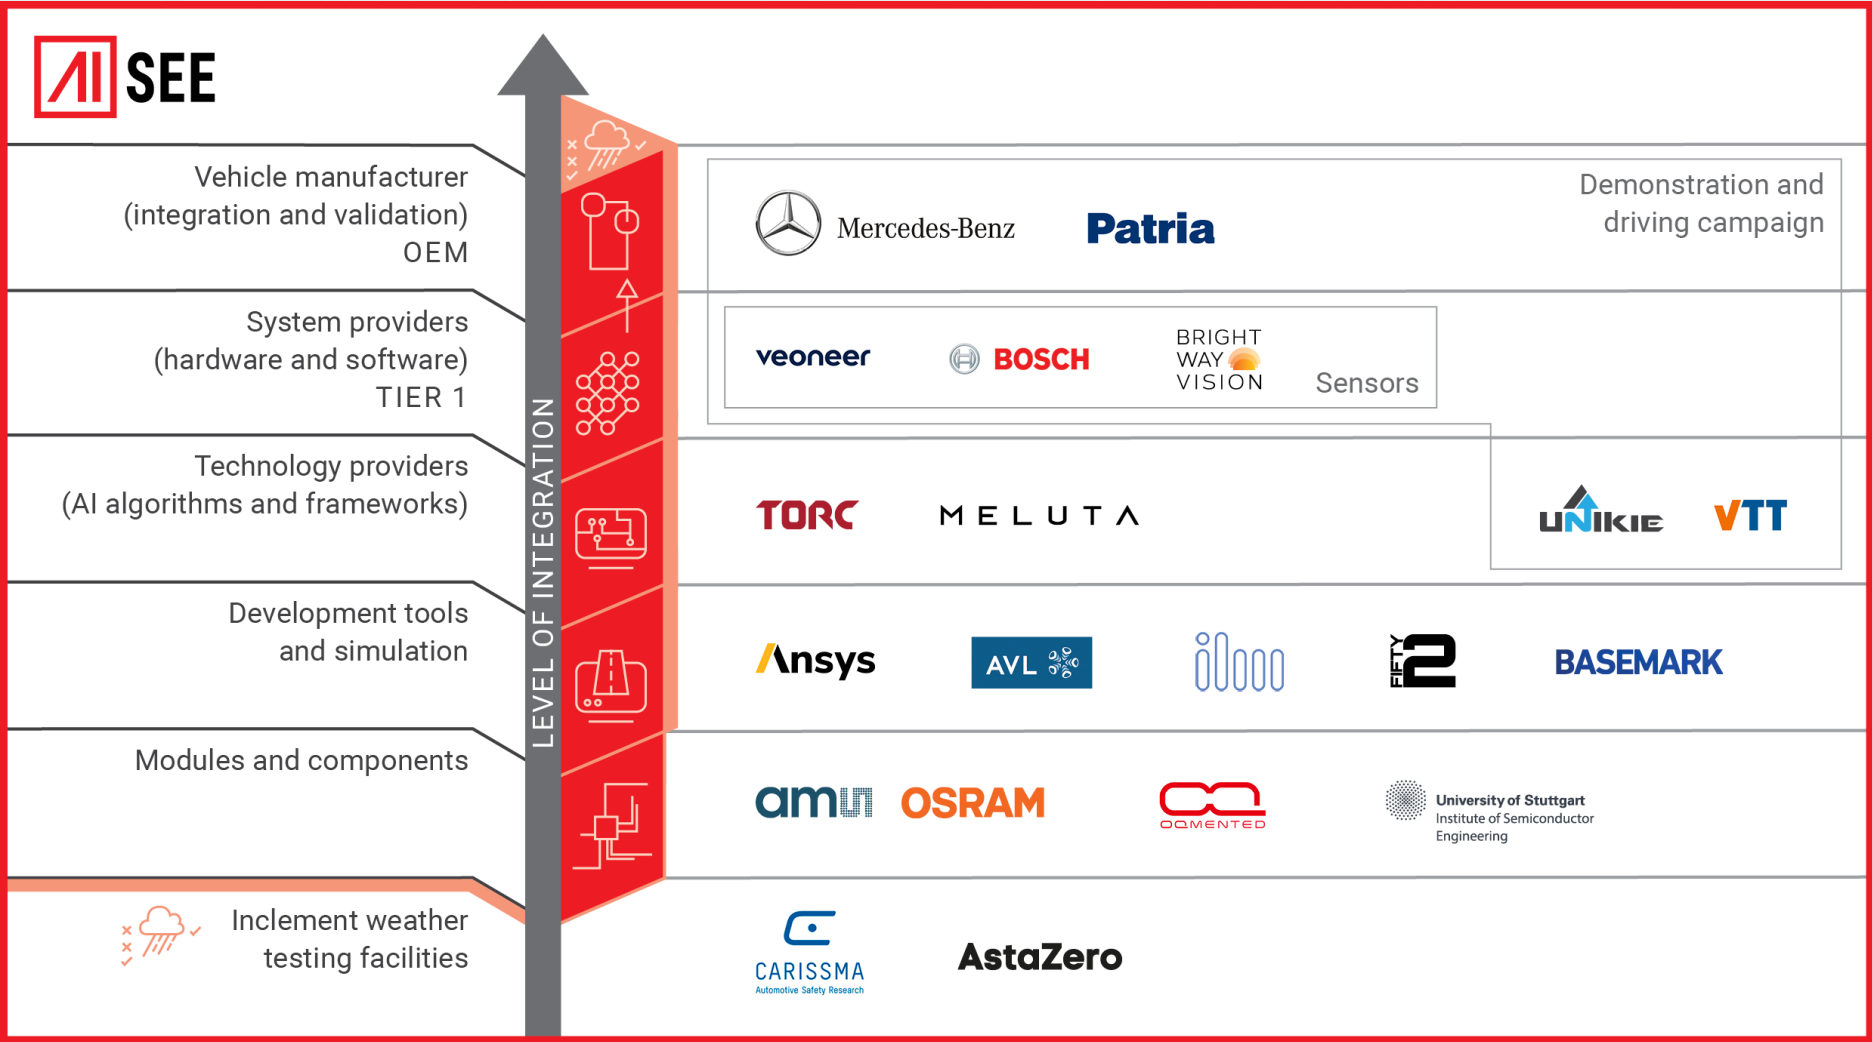 AI SEE
Vehicle manufacturer
(integration and validation)
OEM
Mercedes-Benz
Patria
Demonstration and
driving campaign
System providers
(hardware and software)
TIER 1
veoneer
BOSCH
BRIGHT
WAY
VISION
Sensors
Technology providers
(AI algorithms and frameworks)
TORC
MELUTA
UNIKIE
VTT
LEVEL OF INTEGRATION
Development tools
and simulation
Ansys
AVL
FIFTY2
BASEMARK
Modules and components
amu
OSRAM
OQMENTED
University of Stuttgart
Institute of Semiconductor
Engineering
Inclement weather
testing facilities
CARISSMA
Automotive Safety Research
AstaZero